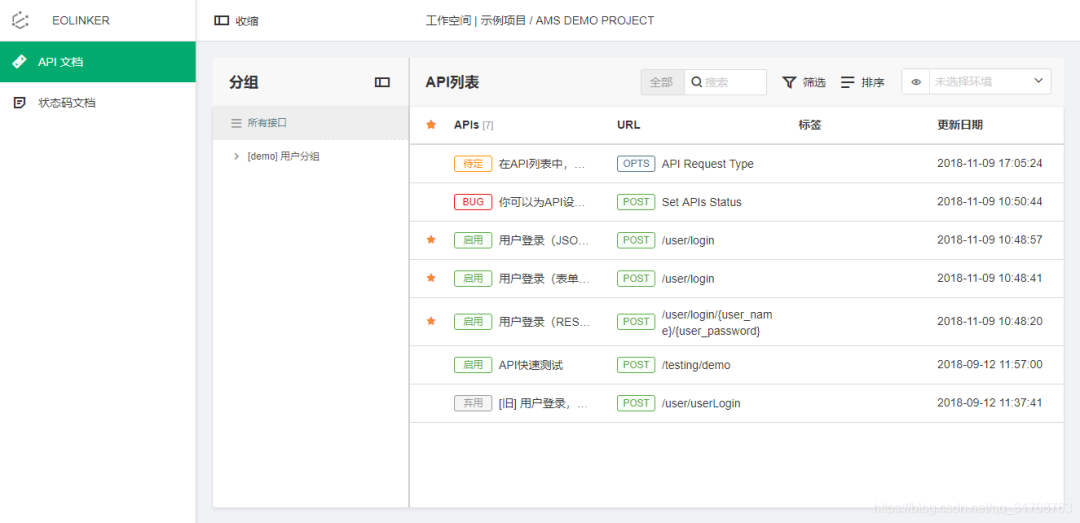 EOLINKER
收缩
工作空间 | 示例项目 / AMS DEMO PROJECT
API 文档
状态码文档
分组
所有接口
[demo] 用户分组
API列表
全部
搜索
筛选
排序
未选择环境
APIs [7]
URL
标签
更新日期
待定 在API列表中，... OPTS API Request Type 2018-11-09 17:05:24
BUG 你可以为API设... POST Set APIs Status 2018-11-09 10:50:44
启用 用户登录（JSO... POST /user/login 2018-11-09 10:48:57
启用 用户登录（表单... POST /user/login 2018-11-09 10:48:41
启用 用户登录（RES... POST /user/login/{user_nam
e}/{user_password} 2018-11-09 10:48:20
启用 API快速测试 POST /testing/demo 2018-09-12 11:57:00
弃用 [旧] 用户登录，... POST /user/userLogin 2018-09-12 11:37:41